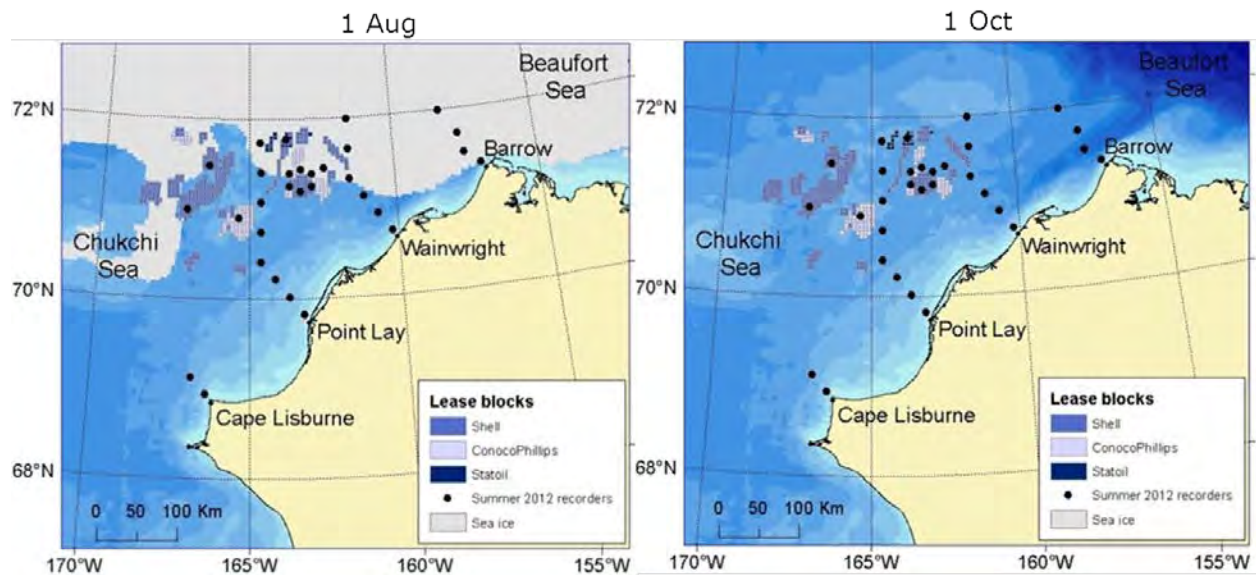 1 Aug
Beaufort
Sea
72°N
Barrow
Wainwright
Chukchi
Sea
70°N
Point Lay
Cape Lisburne
68°N
Lease blocks
Shell
ConocoPhillips
Statoil
Summer 2012 recorders
Sea ice
0 50 100 Km
170°W
165°W
160°W
155°W
1 Oct
Beaufort
Sea
72°N
Barrow
Wainwright
Chukchi
Sea
70°N
Point Lay
Cape Lisburne
68°N
Lease blocks
Shell
ConocoPhillips
Statoil
Summer 2012 recorders
Sea ice
0 50 100 Km
170°W
165°W
160°W
155°W